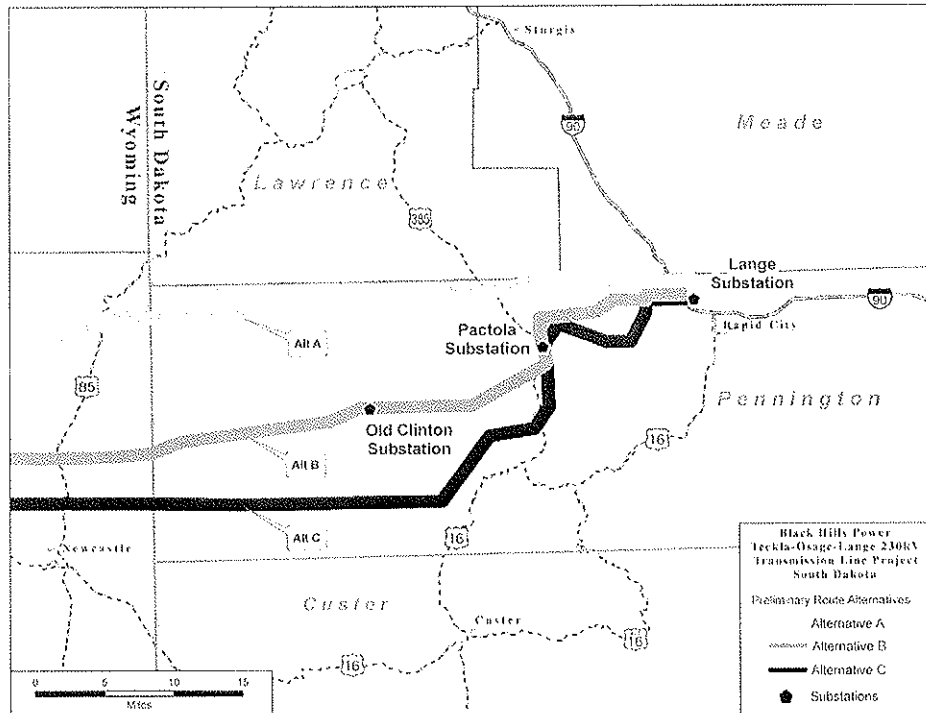 Sturgis
South Dakota
Wyoming
90
Meade
Lawrence
385
Lange
Substation
90
Pactola
Substation
Rapid City
Alt A
85
Pennington
Old Clinton
Substation
16
Alt B
Alt C
16
Newcastle
Black Hills Power
Teckla-Osage-Lange 230kV
Transmission Line Project
South Dakota
Preliminary Route Alternatives
Alternative A
Alternative B
Alternative C
Substations
Custer
Custer
16
16
0 5 10 15
Miles